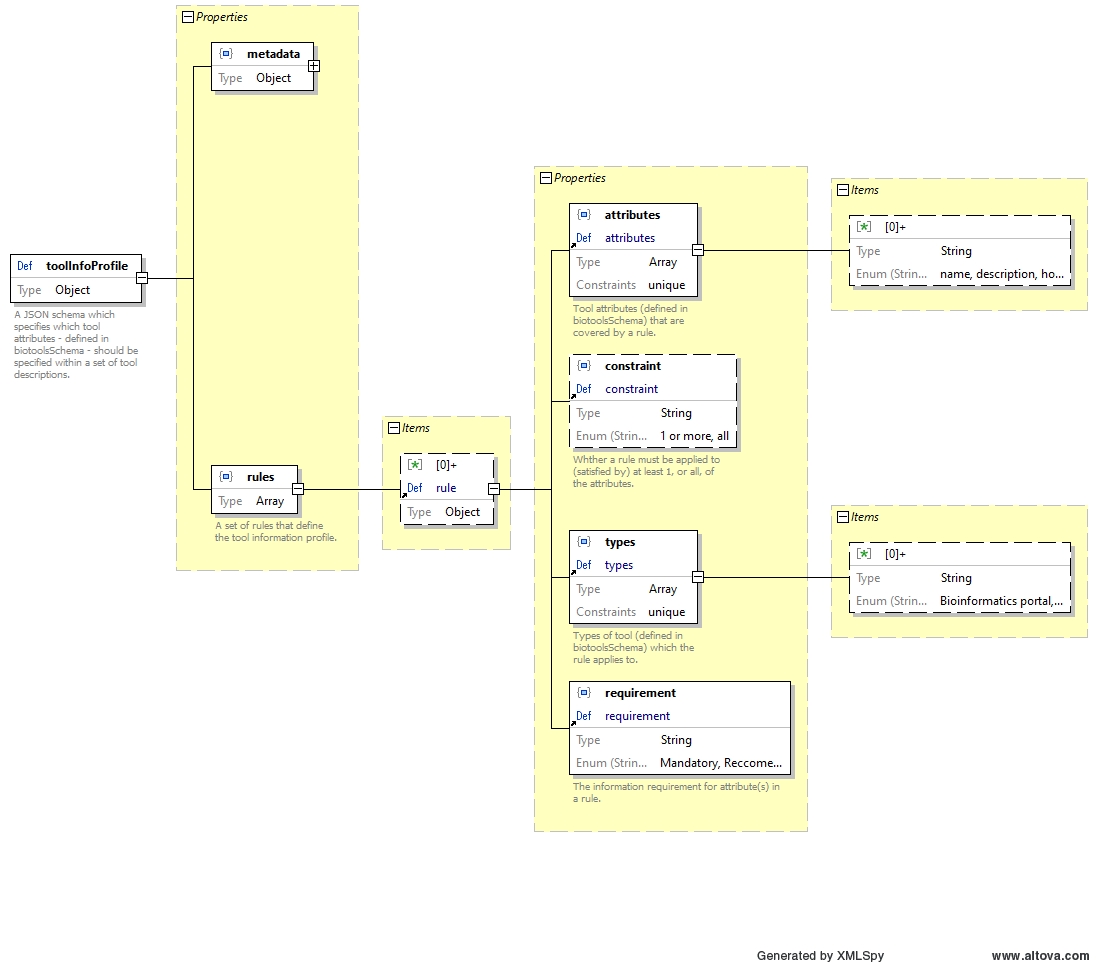 Properties
metadata
Type Object
Def toolInfoProfile
Type Object
A JSON schema which
specifies which tool
attributes - defined in
biotoolsSchema - should be
specified within a set of tool
descriptions.
rules
Type Array
A set of rules that define
the tool information profile.
Items
[0]+
Def rule
Type Object
Properties
attributes
Def attributes
Type Array
Constraints unique
Tool attributes (defined in
biotoolsSchema) that are
covered by a rule.
Items
[0]+
Type String
Enum (Strin... name, description, ho...
constraint
Def constraint
Type String
Enum (Strin... 1 or more, all
Whther a rule must be applied to
(satisfied by) at least 1, or all, of
the attributes.
types
Def types
Type Array
Constraints unique
Types of tool (defined in
biotoolsSchema) which the
rule applies to.
Items
[0]+
Type String
Enum (Strin... Bioinformatics portal,...
requirement
Def requirement
Type String
Enum (Strin... Mandatory, Reccome...
The information requirement for attribute(s) in
a rule.
Generated by XMLSpy www.altova.com